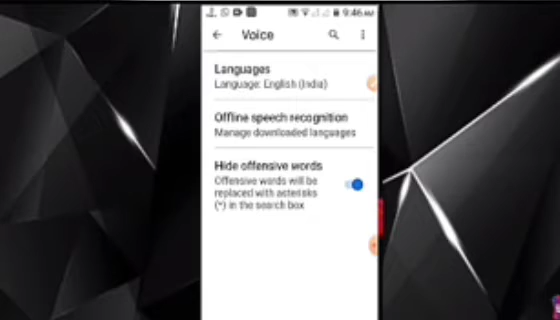 9:46 AM
Voice
Languages
Language: English (India)
Offline speech recognition
Manage downloaded languages
Hide offensive words
Offensive words will be
replaced with asterisks
(*) in the search box